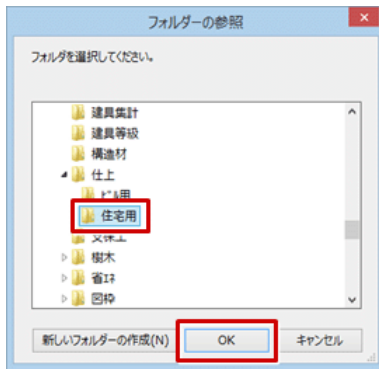 フォルダーの参照
フォルダを選択してください。
建具集計
建具等級
構造材
仕上
ビル用
住宅用
樹木
省エネ
図枠
新しいフォルダーの作成(N)
OK
キャンセル